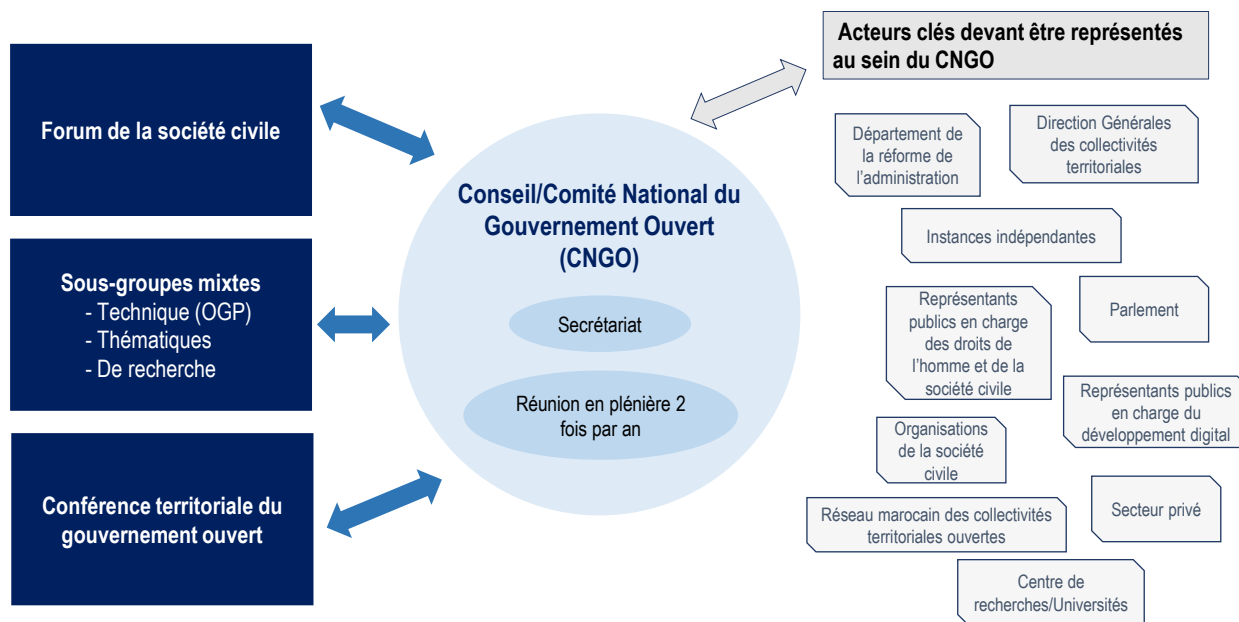 Forum de la société civile
Sous-groupes mixtes
- Technique (OGP)
- Thématiques
- De recherche
Conférence territoriale du
gouvernement ouvert
Conseil/Comité National du
Gouvernement Ouvert
(CNGO)
Secrétariat
Réunion en plénière 2
fois par an
Acteurs clés devant être représentés
au sein du CNGO
Département de
la réforme de
l'administration
Direction Générales
des collectivités
territoriales
Instances indépendantes
Représentants
publics en charge
des droits de
l'homme et de la
société civile
Parlement
Représentants publics
en charge du
développement digital
Organisations
de la société
civile
Secteur privé
Réseau marocain des collectivités
territoriales ouvertes
Centre de
recherches/Universités